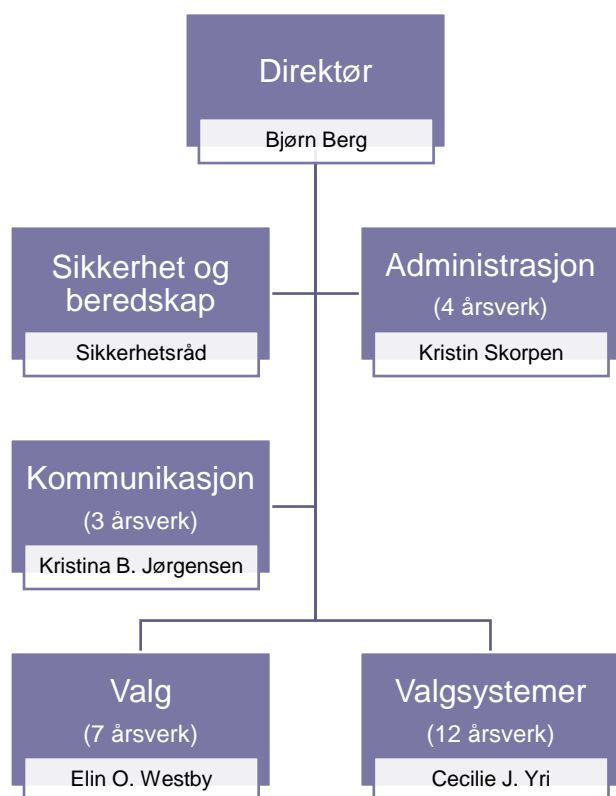 Direktør
Bjørn Berg
Sikkerhet og
beredskap
Sikkerhetsråd
Administrasjon
(4 årsverk)
Kristin Skorpen
Kommunikasjon
(3 årsverk)
Kristina B. Jørgensen
Valg
(7 årsverk)
Elin O. Westby
Valgsystemer
(12 årsverk)
Cecilie J. Yri